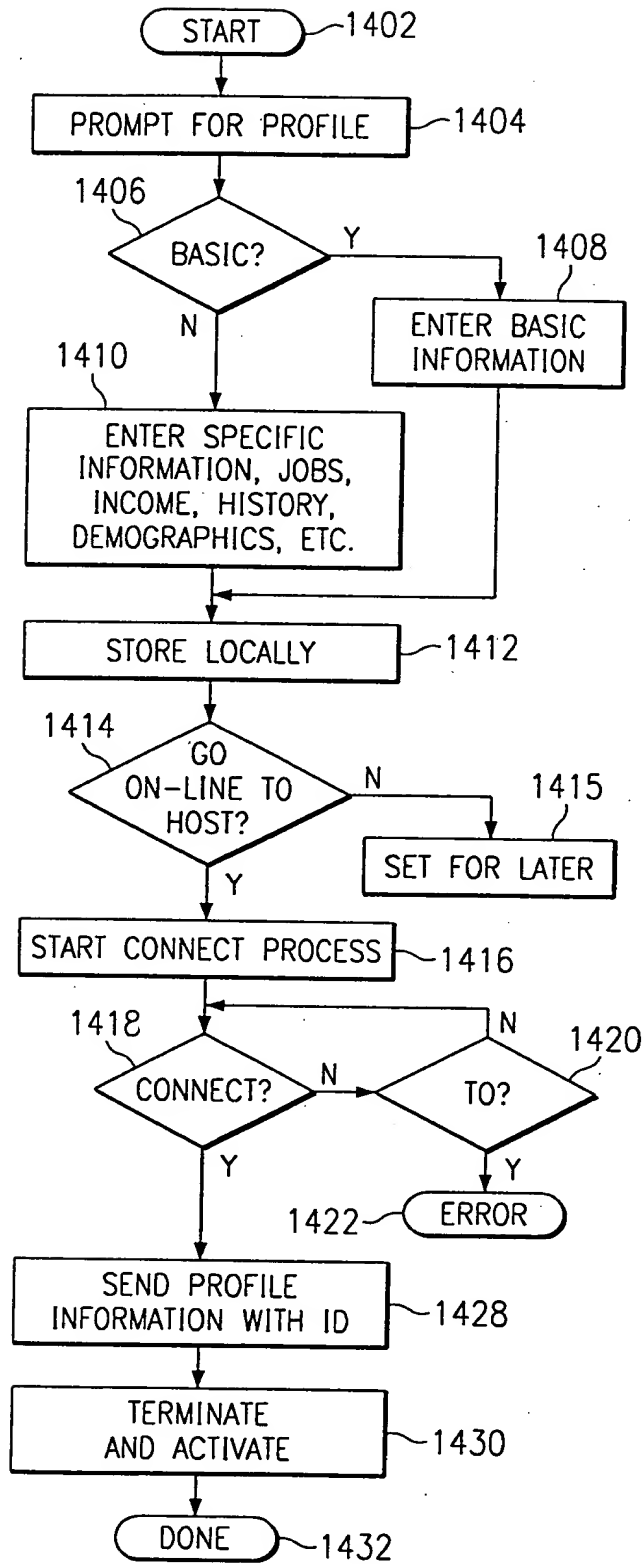 START
1402
PROMPT FOR PROFILE
1404
1406
BASIC?
Y
N
1408
ENTER BASIC
INFORMATION
1410
ENTER SPECIFIC
INFORMATION, JOBS,
INCOME, HISTORY,
DEMOGRAPHICS, ETC.
STORE LOCALLY
1412
1414
GO
ON-LINE TO
HOST?
N
Y
1415
SET FOR LATER
START CONNECT PROCESS
1416
1418
CONNECT?
N
Y
N
1420
TO?
Y
1422
ERROR
SEND PROFILE
INFORMATION WITH ID
1428
TERMINATE
AND ACTIVATE
1430
DONE
1432